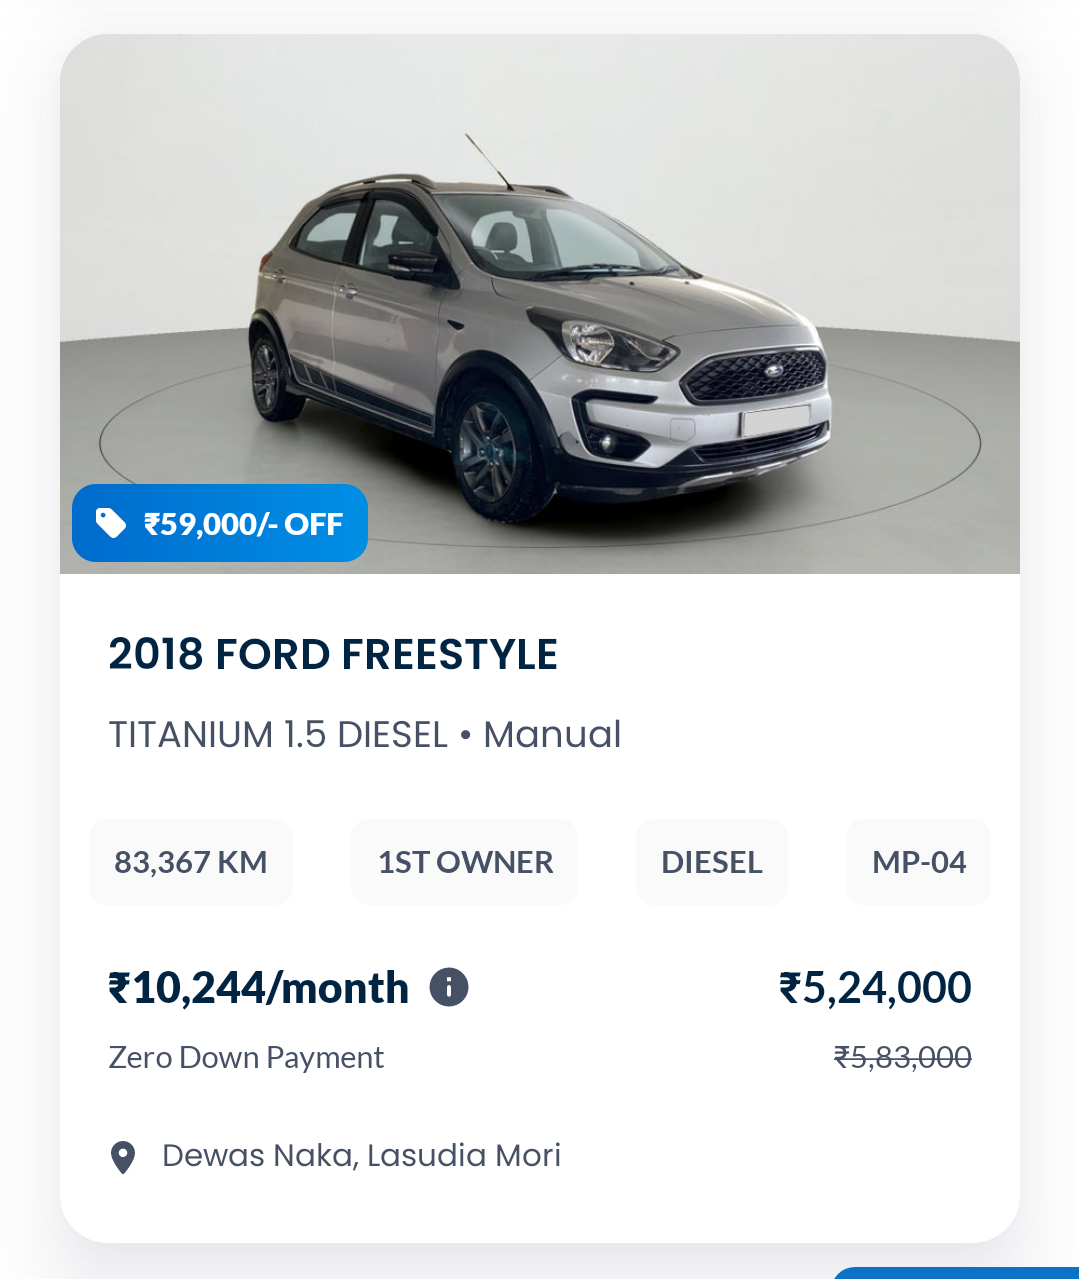 ₹59,000/- OFF
2018 FORD FREESTYLE
TITANIUM 1.5 DIESEL • Manual
83,367 KM 1ST OWNER DIESEL MP-04
₹10,244/month ₹5,24,000
Zero Down Payment ₹5,83,000
Dewas Naka, Lasudia Mori